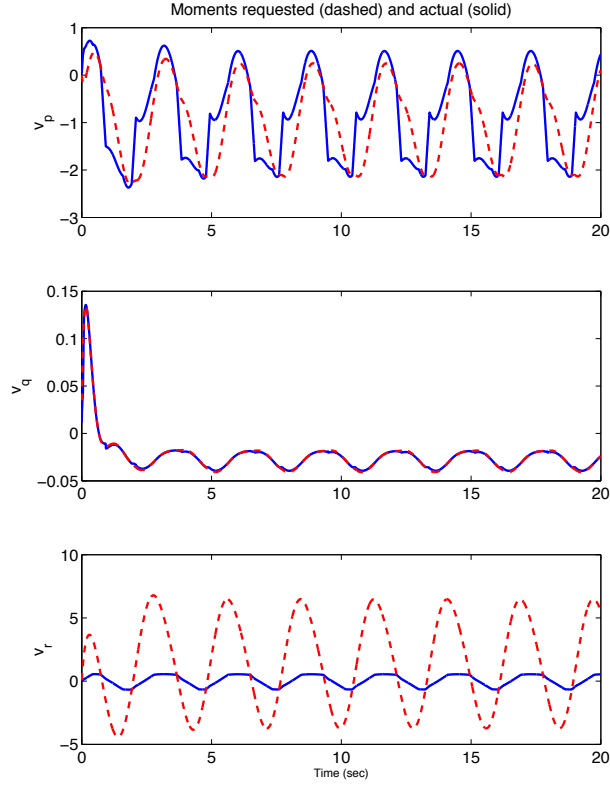 Moments requested (dashed) and actual (solid)
1
0
−1
−2
−3
v_p
0 5 10 15 20
0.15
0.1
0.05
0
−0.05
v_q
0 5 10 15 20
10
5
0
−5
v_r
0 5 10 15 20
Time (sec)